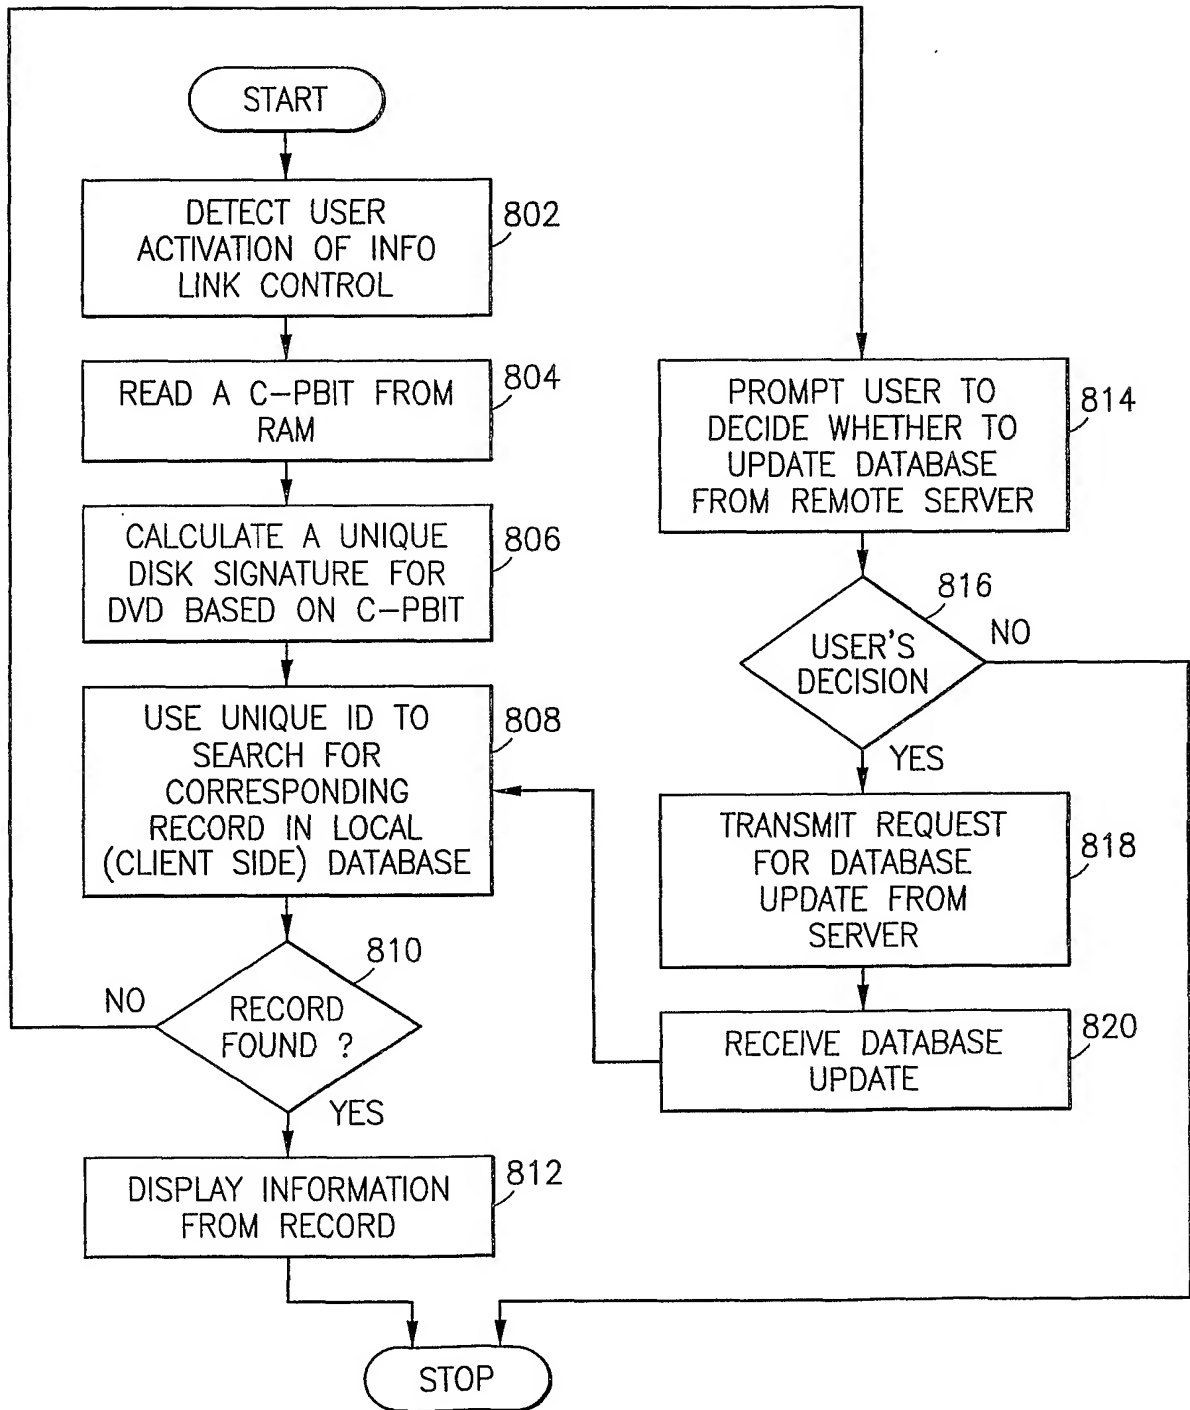 START
DETECT USER
ACTIVATION OF INFO
LINK CONTROL
802
READ A C-PBIT FROM
RAM
804
CALCULATE A UNIQUE
DISK SIGNATURE FOR
DVD BASED ON C-PBIT
806
USE UNIQUE ID TO
SEARCH FOR
CORRESPONDING
RECORD IN LOCAL
(CLIENT SIDE) DATABASE
808
RECORD
FOUND ?
810
NO
YES
DISPLAY INFORMATION
FROM RECORD
812
PROMPT USER TO
DECIDE WHETHER TO
UPDATE DATABASE
FROM REMOTE SERVER
814
USER'S
DECISION
816
NO
YES
TRANSMIT REQUEST
FOR DATABASE
UPDATE FROM
SERVER
818
RECEIVE DATABASE
UPDATE
820
STOP